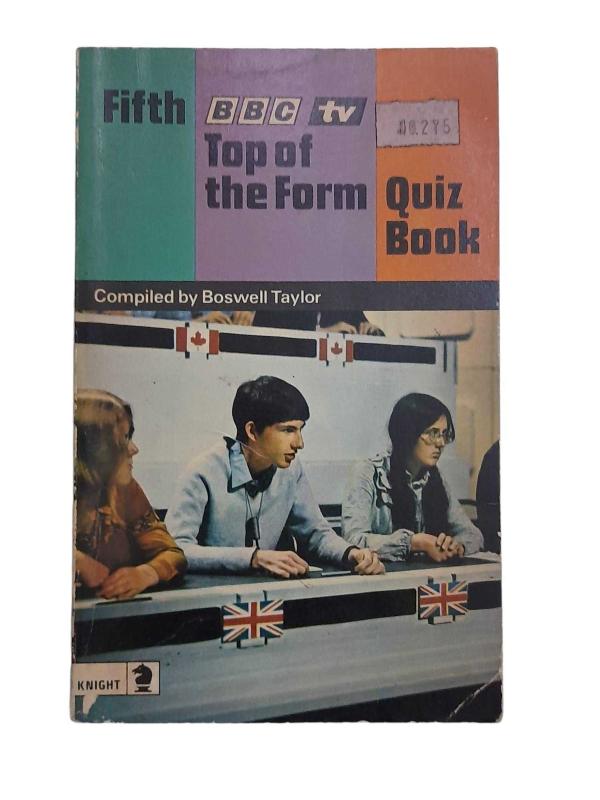 Fifth BBC tv
Top of
the Form Quiz
Book
Compiled by Boswell Taylor
KNIGHT